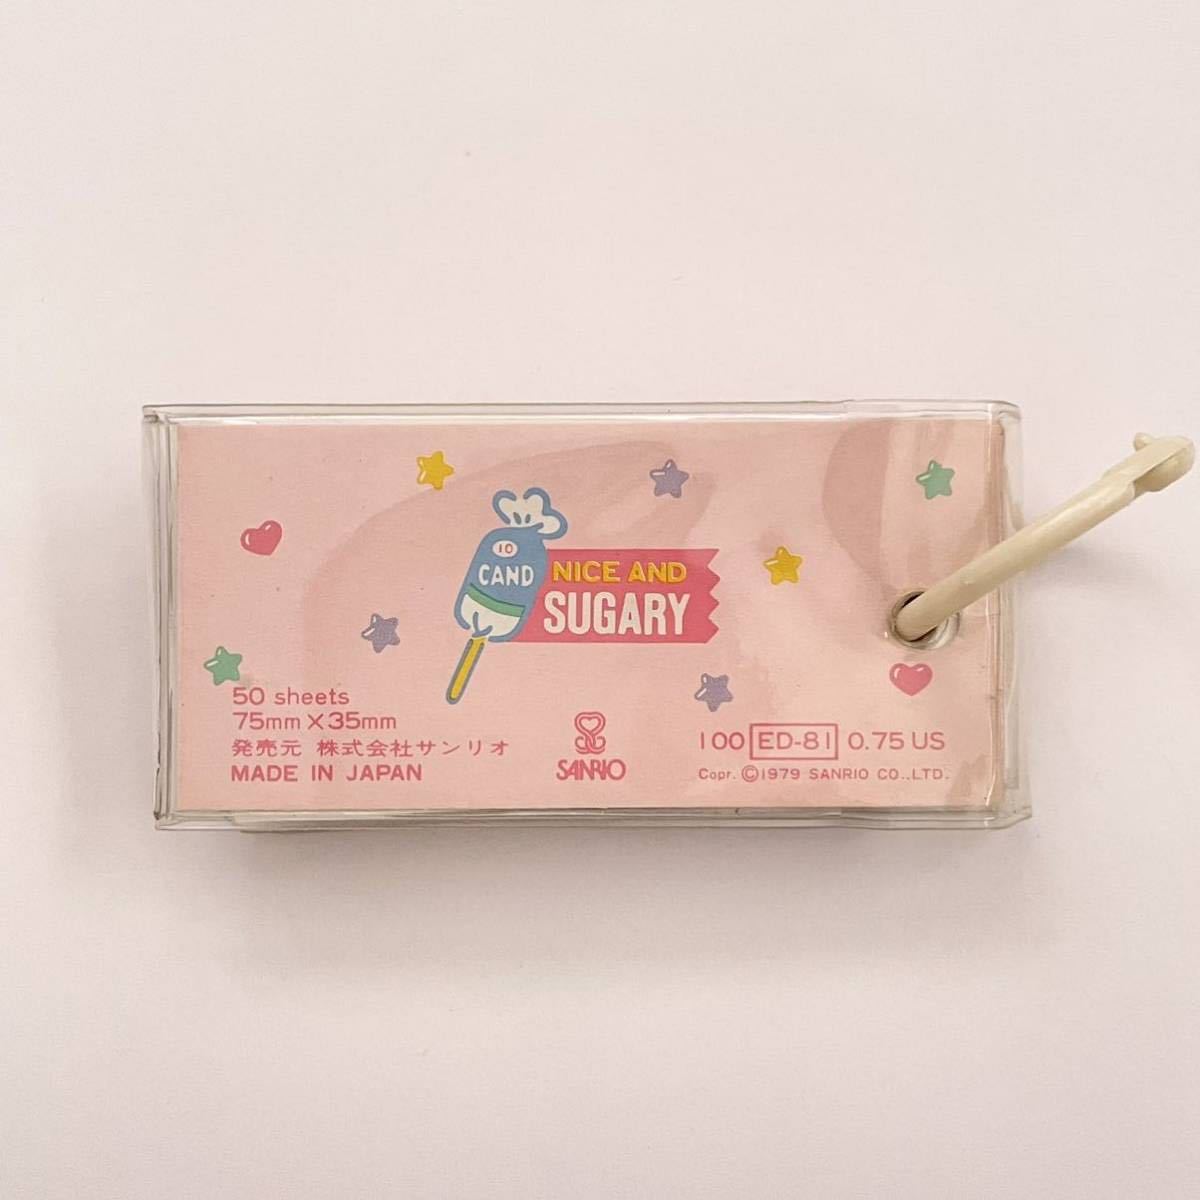 10
CAND
NICE AND
SUGARY
50 sheets
75mm×35mm
発売元 株式会社サンリオ
MADE IN JAPAN
SANRIO
100 ED-81 0.75 US
Copr. ©1979 SANRIO CO.,LTD.